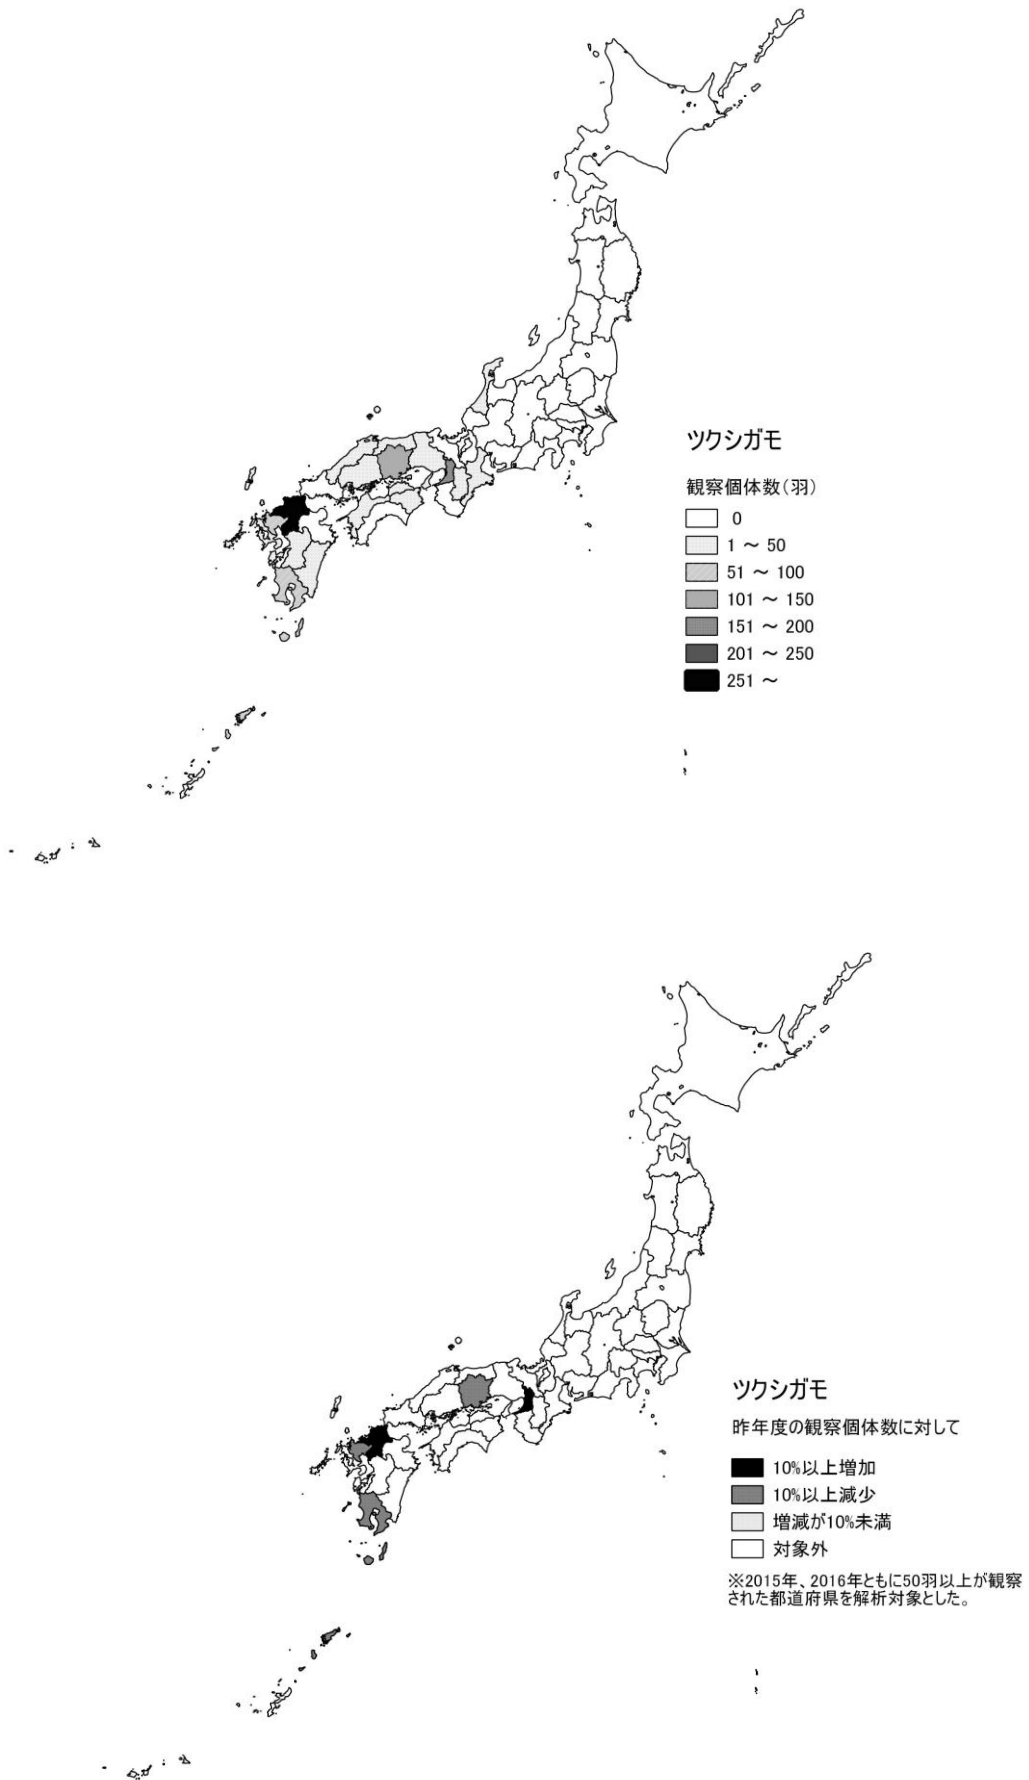 ツクシガモ
観察個体数(羽)
0
1 ～ 50
51 ～ 100
101 ～ 150
151 ～ 200
201 ～ 250
251 ～
ツクシガモ
昨年度の観察個体数に対して
10%以上増加
10%以上減少
増減が10%未満
対象外
※2015年、2016年ともに50羽以上が観察
された都道府県を解析対象とした。